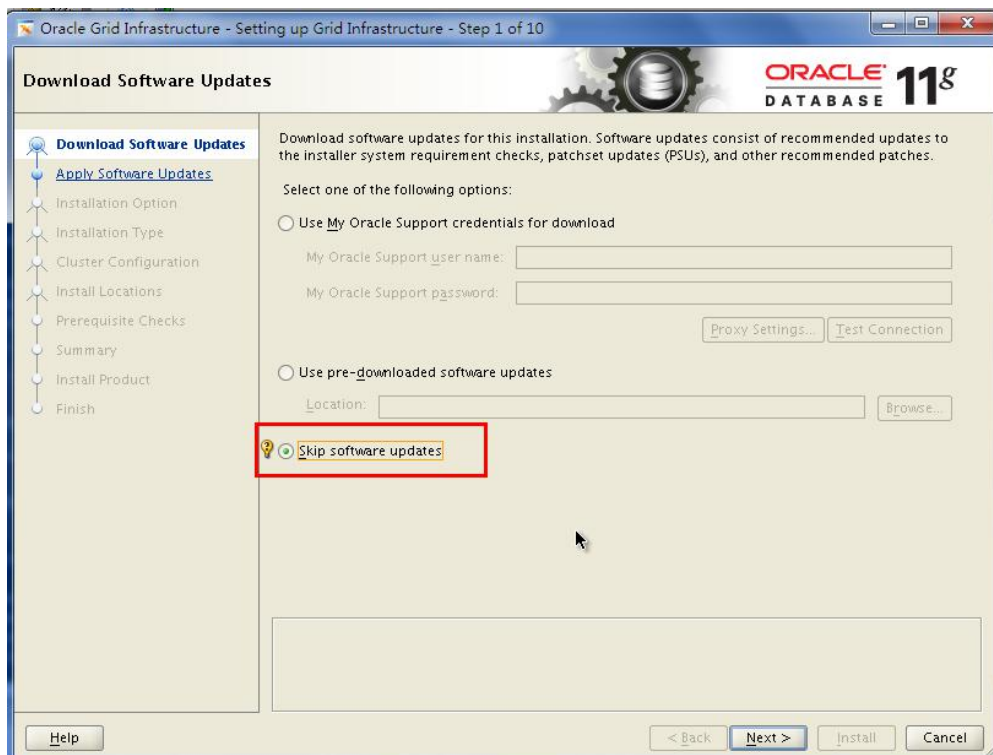 Oracle Grid Infrastructure - Setting up Grid Infrastructure - Step 1 of 10
Download Software Updates
ORACLE
DATABASE 11g
Download Software Updates
Apply Software Updates
Installation Option
Installation Type
Cluster Configuration
Install Locations
Prerequisite Checks
Summary
Install Product
Finish
Download software updates for this installation. Software updates consist of recommended updates to
the installer system requirement checks, patchset updates (PSUs), and other recommended patches.
Select one of the following options:
Use My Oracle Support credentials for download
My Oracle Support user name:
My Oracle Support password:
Proxy Settings... Test Connection
Use pre-downloaded software updates
Location: Browse...
Skip software updates
Help < Back Next > Install Cancel